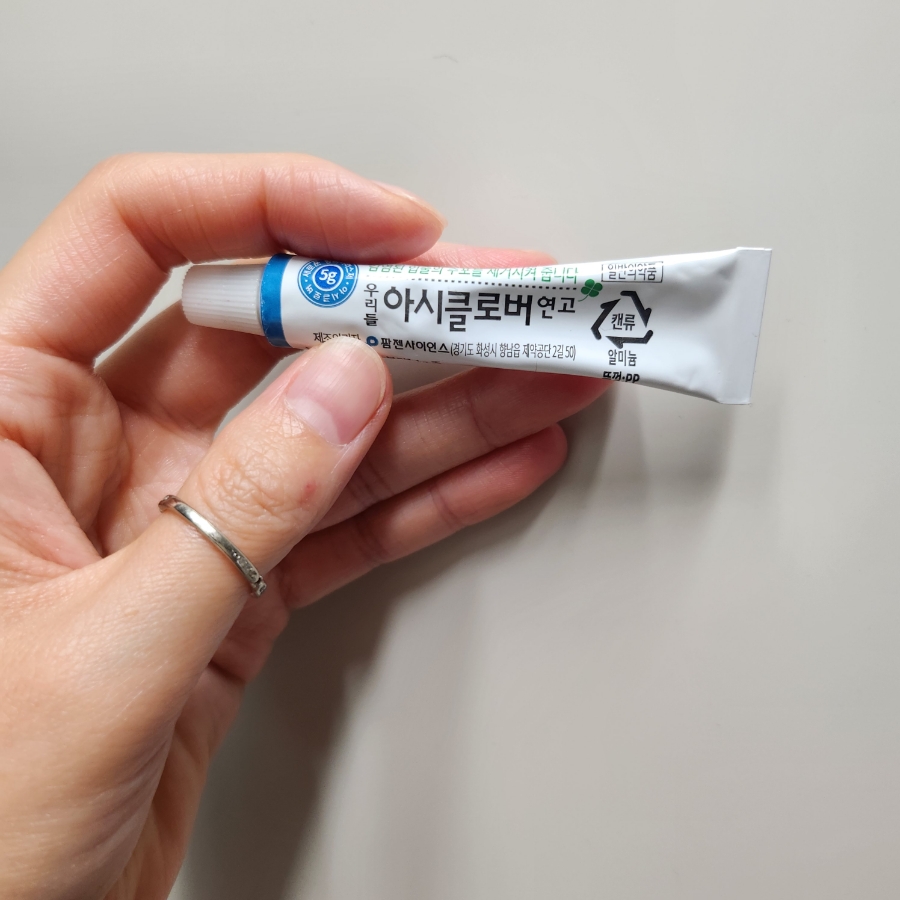 5g
입술의 수포를 제거시켜 줍니다
일반의약품
우리들
아시클로버연고
캔류
알미늄
뚜껑:PP
팜젠사이언스(경기도 화성시 향남읍 제약공단 2길 50)